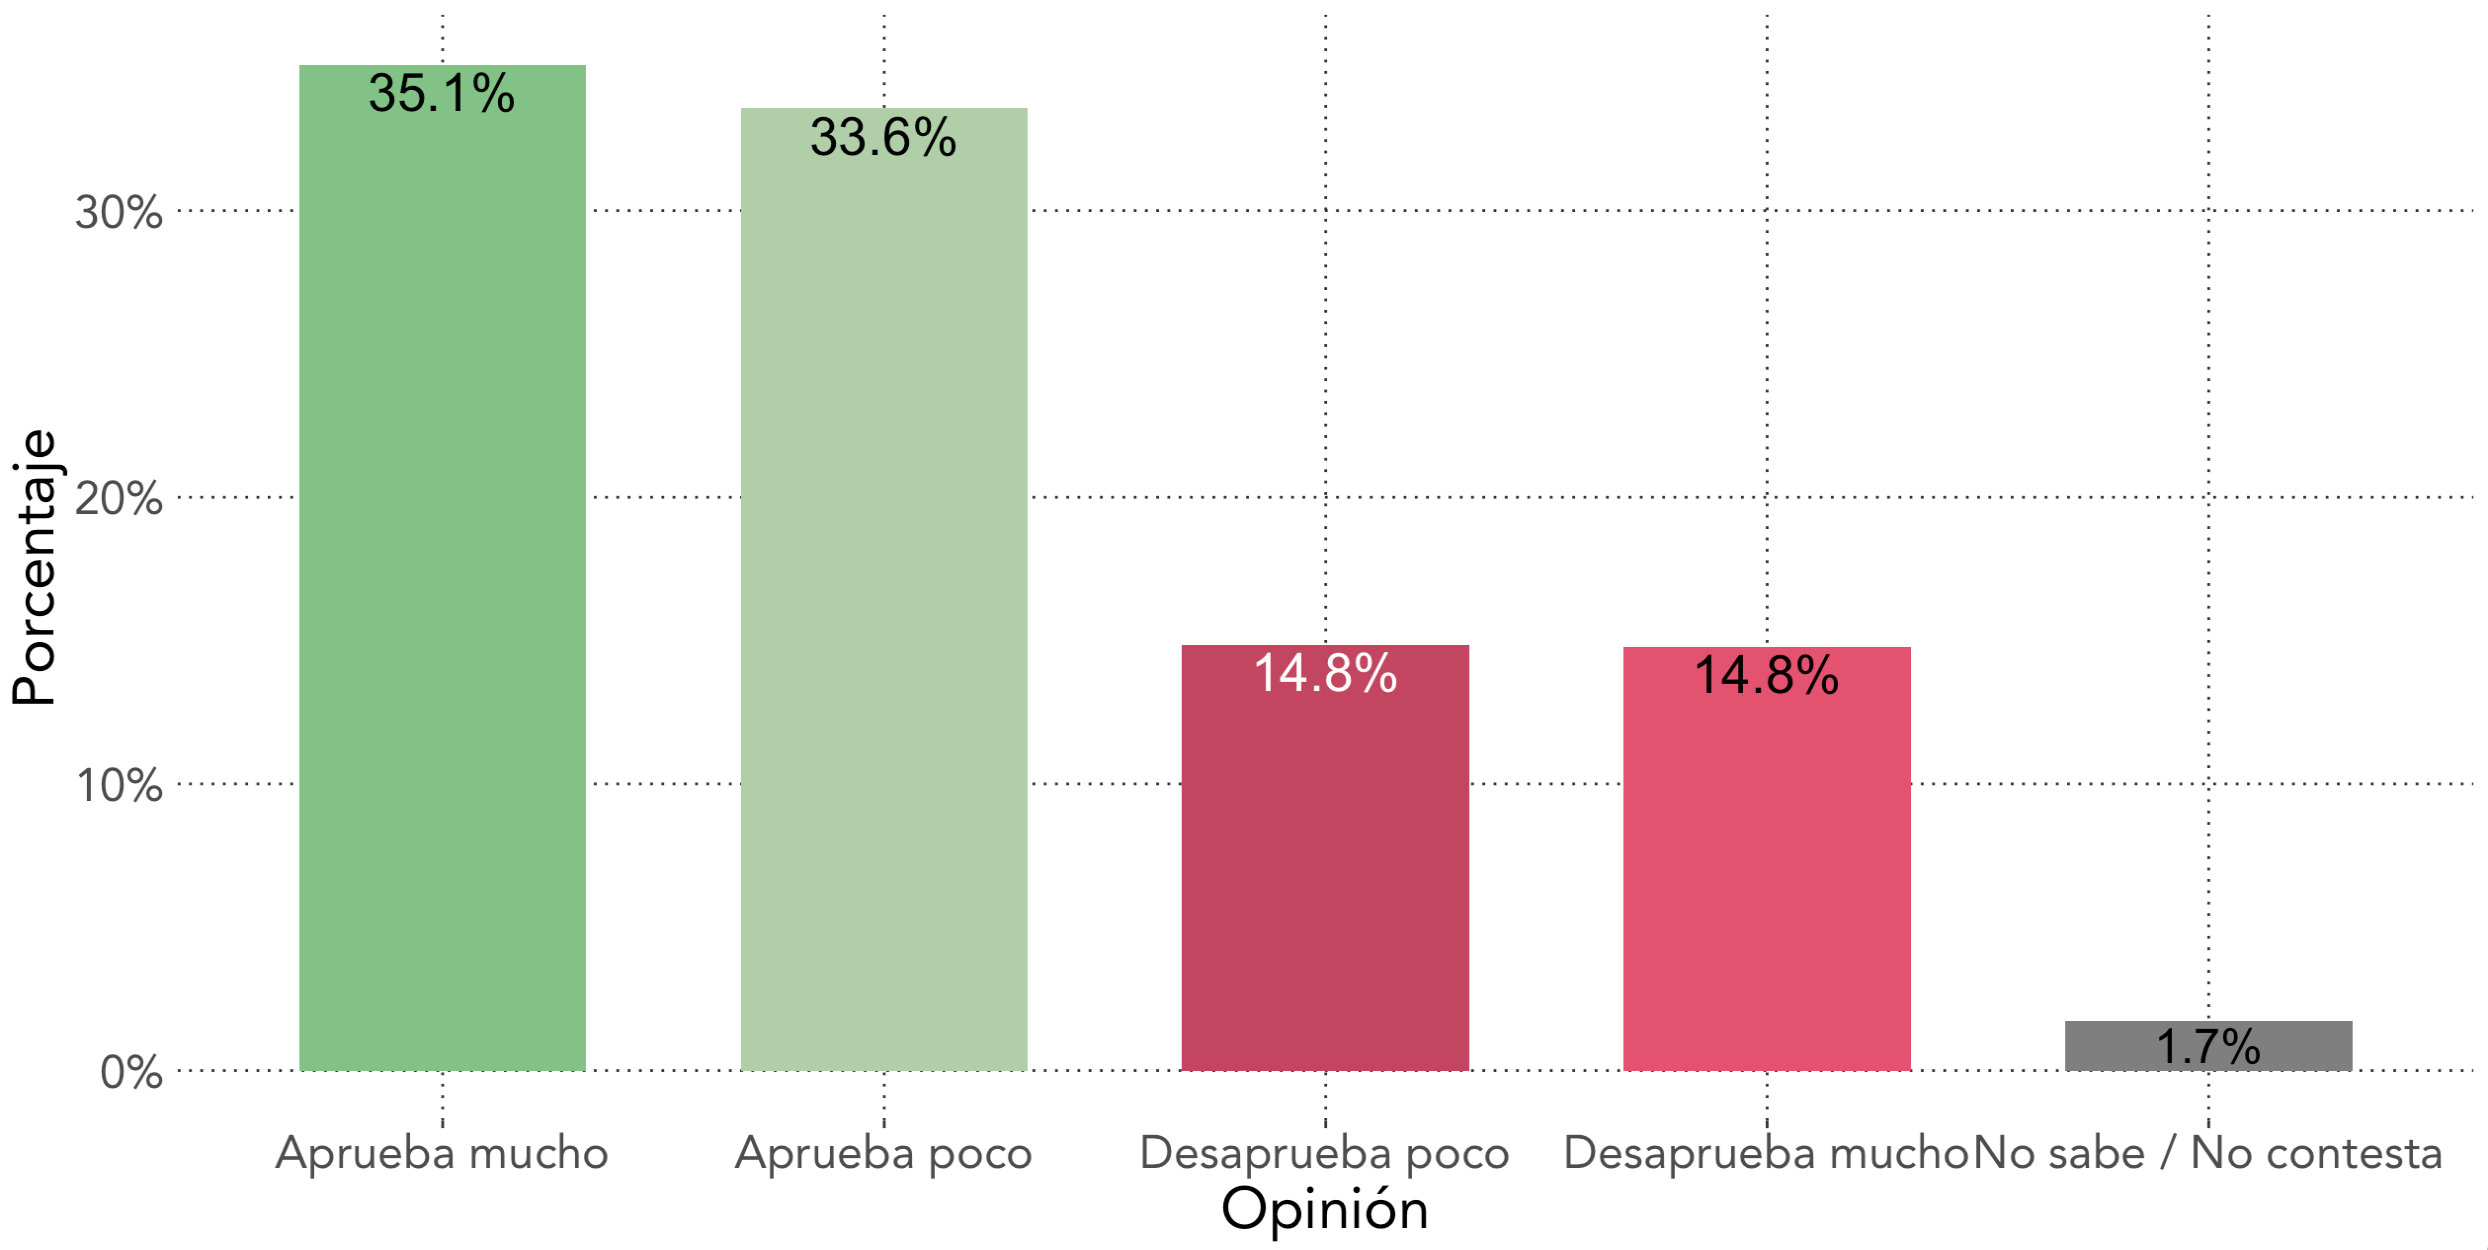 35.1%
33.6%
30%
20%
14.8%
14.8%
10%
1.7%
0%
Porcentaje
Aprueba mucho
Aprueba poco
Desaprueba poco
Desaprueba mucho
No sabe / No contesta
Opinión